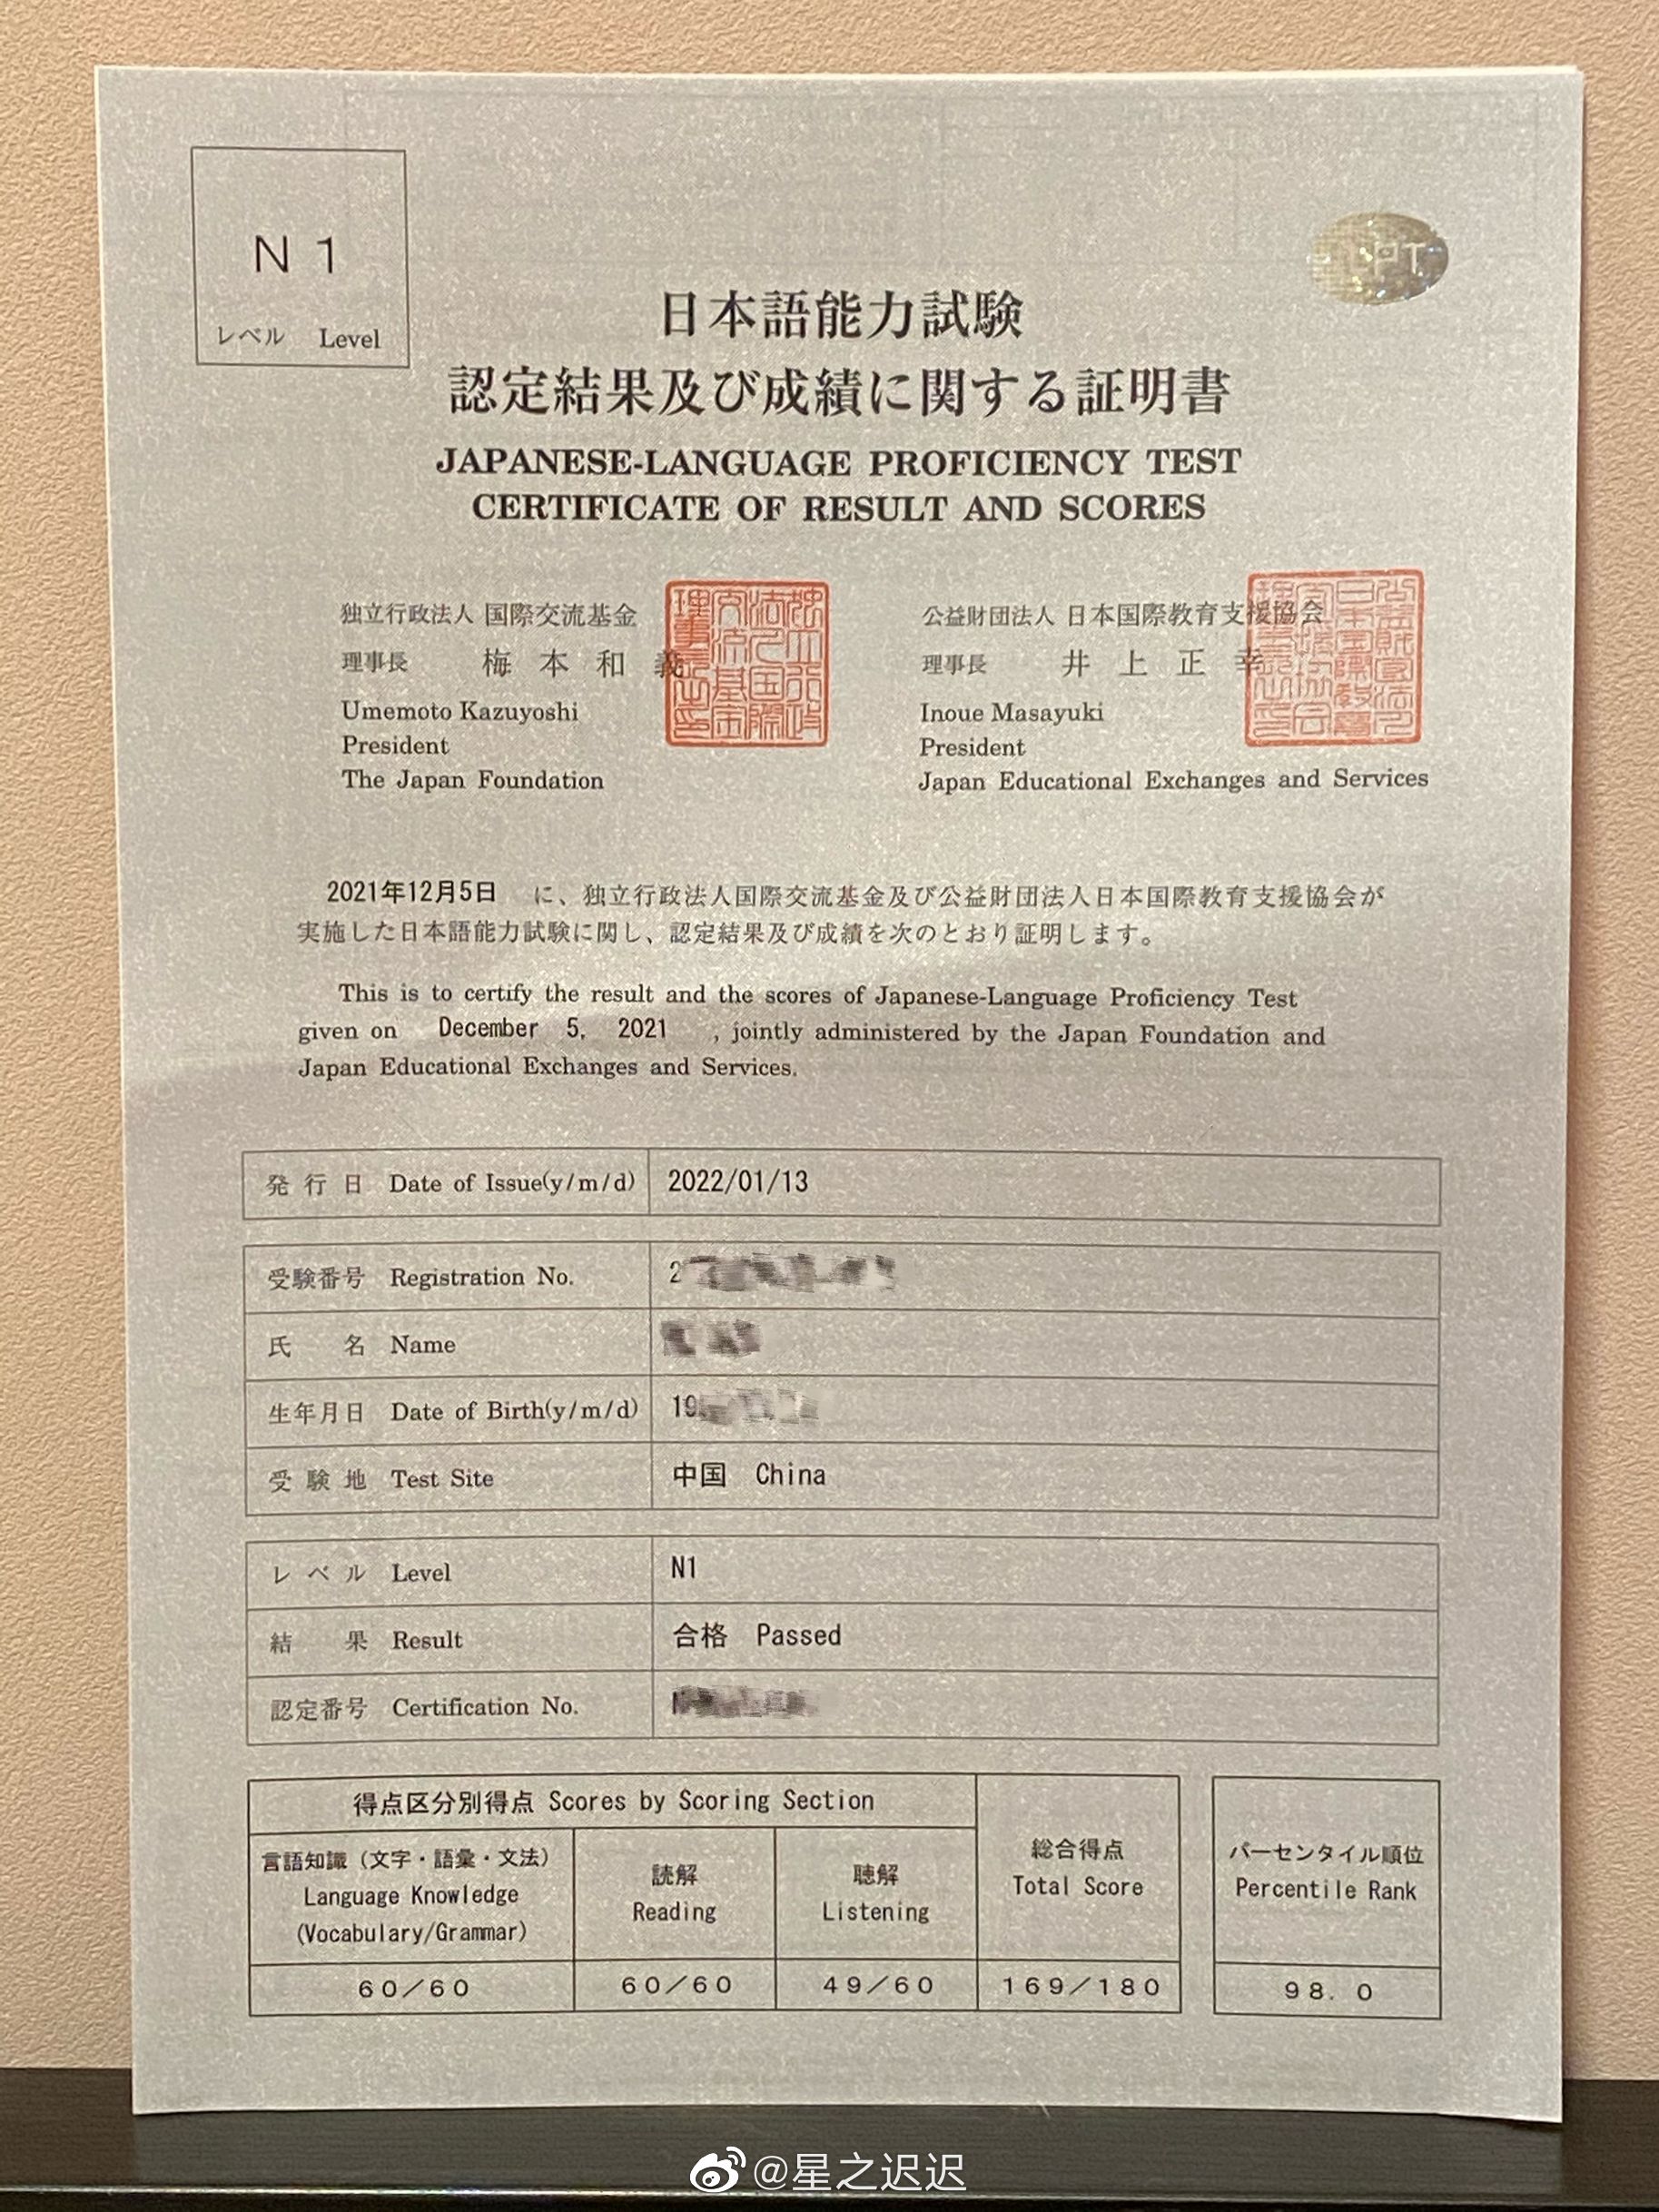 N1
レベル Level
日本語能力試験
認定結果及び成績に関する証明書
JAPANESE-LANGUAGE PROFICIENCY TEST
CERTIFICATE OF RESULT AND SCORES
独立行政法人 国際交流基金
理事長 梅本和義
Umemoto Kazuyoshi
President
The Japan Foundation
公益財団法人 日本国際教育支援協会
理事長 井上正幸
Inoue Masayuki
President
Japan Educational Exchanges and Services
2021年12月5日 に、独立行政法人国際交流基金及び公益財団法人日本国際教育支援協会が
実施した日本語能力試験に関し、認定結果及び成績を次のとおり証明します。
This is to certify the result and the scores of Japanese-Language Proficiency Test
given on December 5, 2021 , jointly administered by the Japan Foundation and
Japan Educational Exchanges and Services.
発行日 Date of Issue(y/m/d) 2022/01/13
受験番号 Registration No.
氏名 Name
生年月日 Date of Birth(y/m/d)
受験地 Test Site 中国 China
レベル Level N1
結果 Result 合格 Passed
認定番号 Certification No.
得点区分別得点 Scores by Scoring Section
言語知識（文字・語彙・文法）
Language Knowledge
(Vocabulary/Grammar)
読解
Reading
聴解
Listening
総合得点
Total Score
パーセンタイル順位
Percentile Rank
60／60 60／60 49／60 169／180 98.0
@星之迟迟